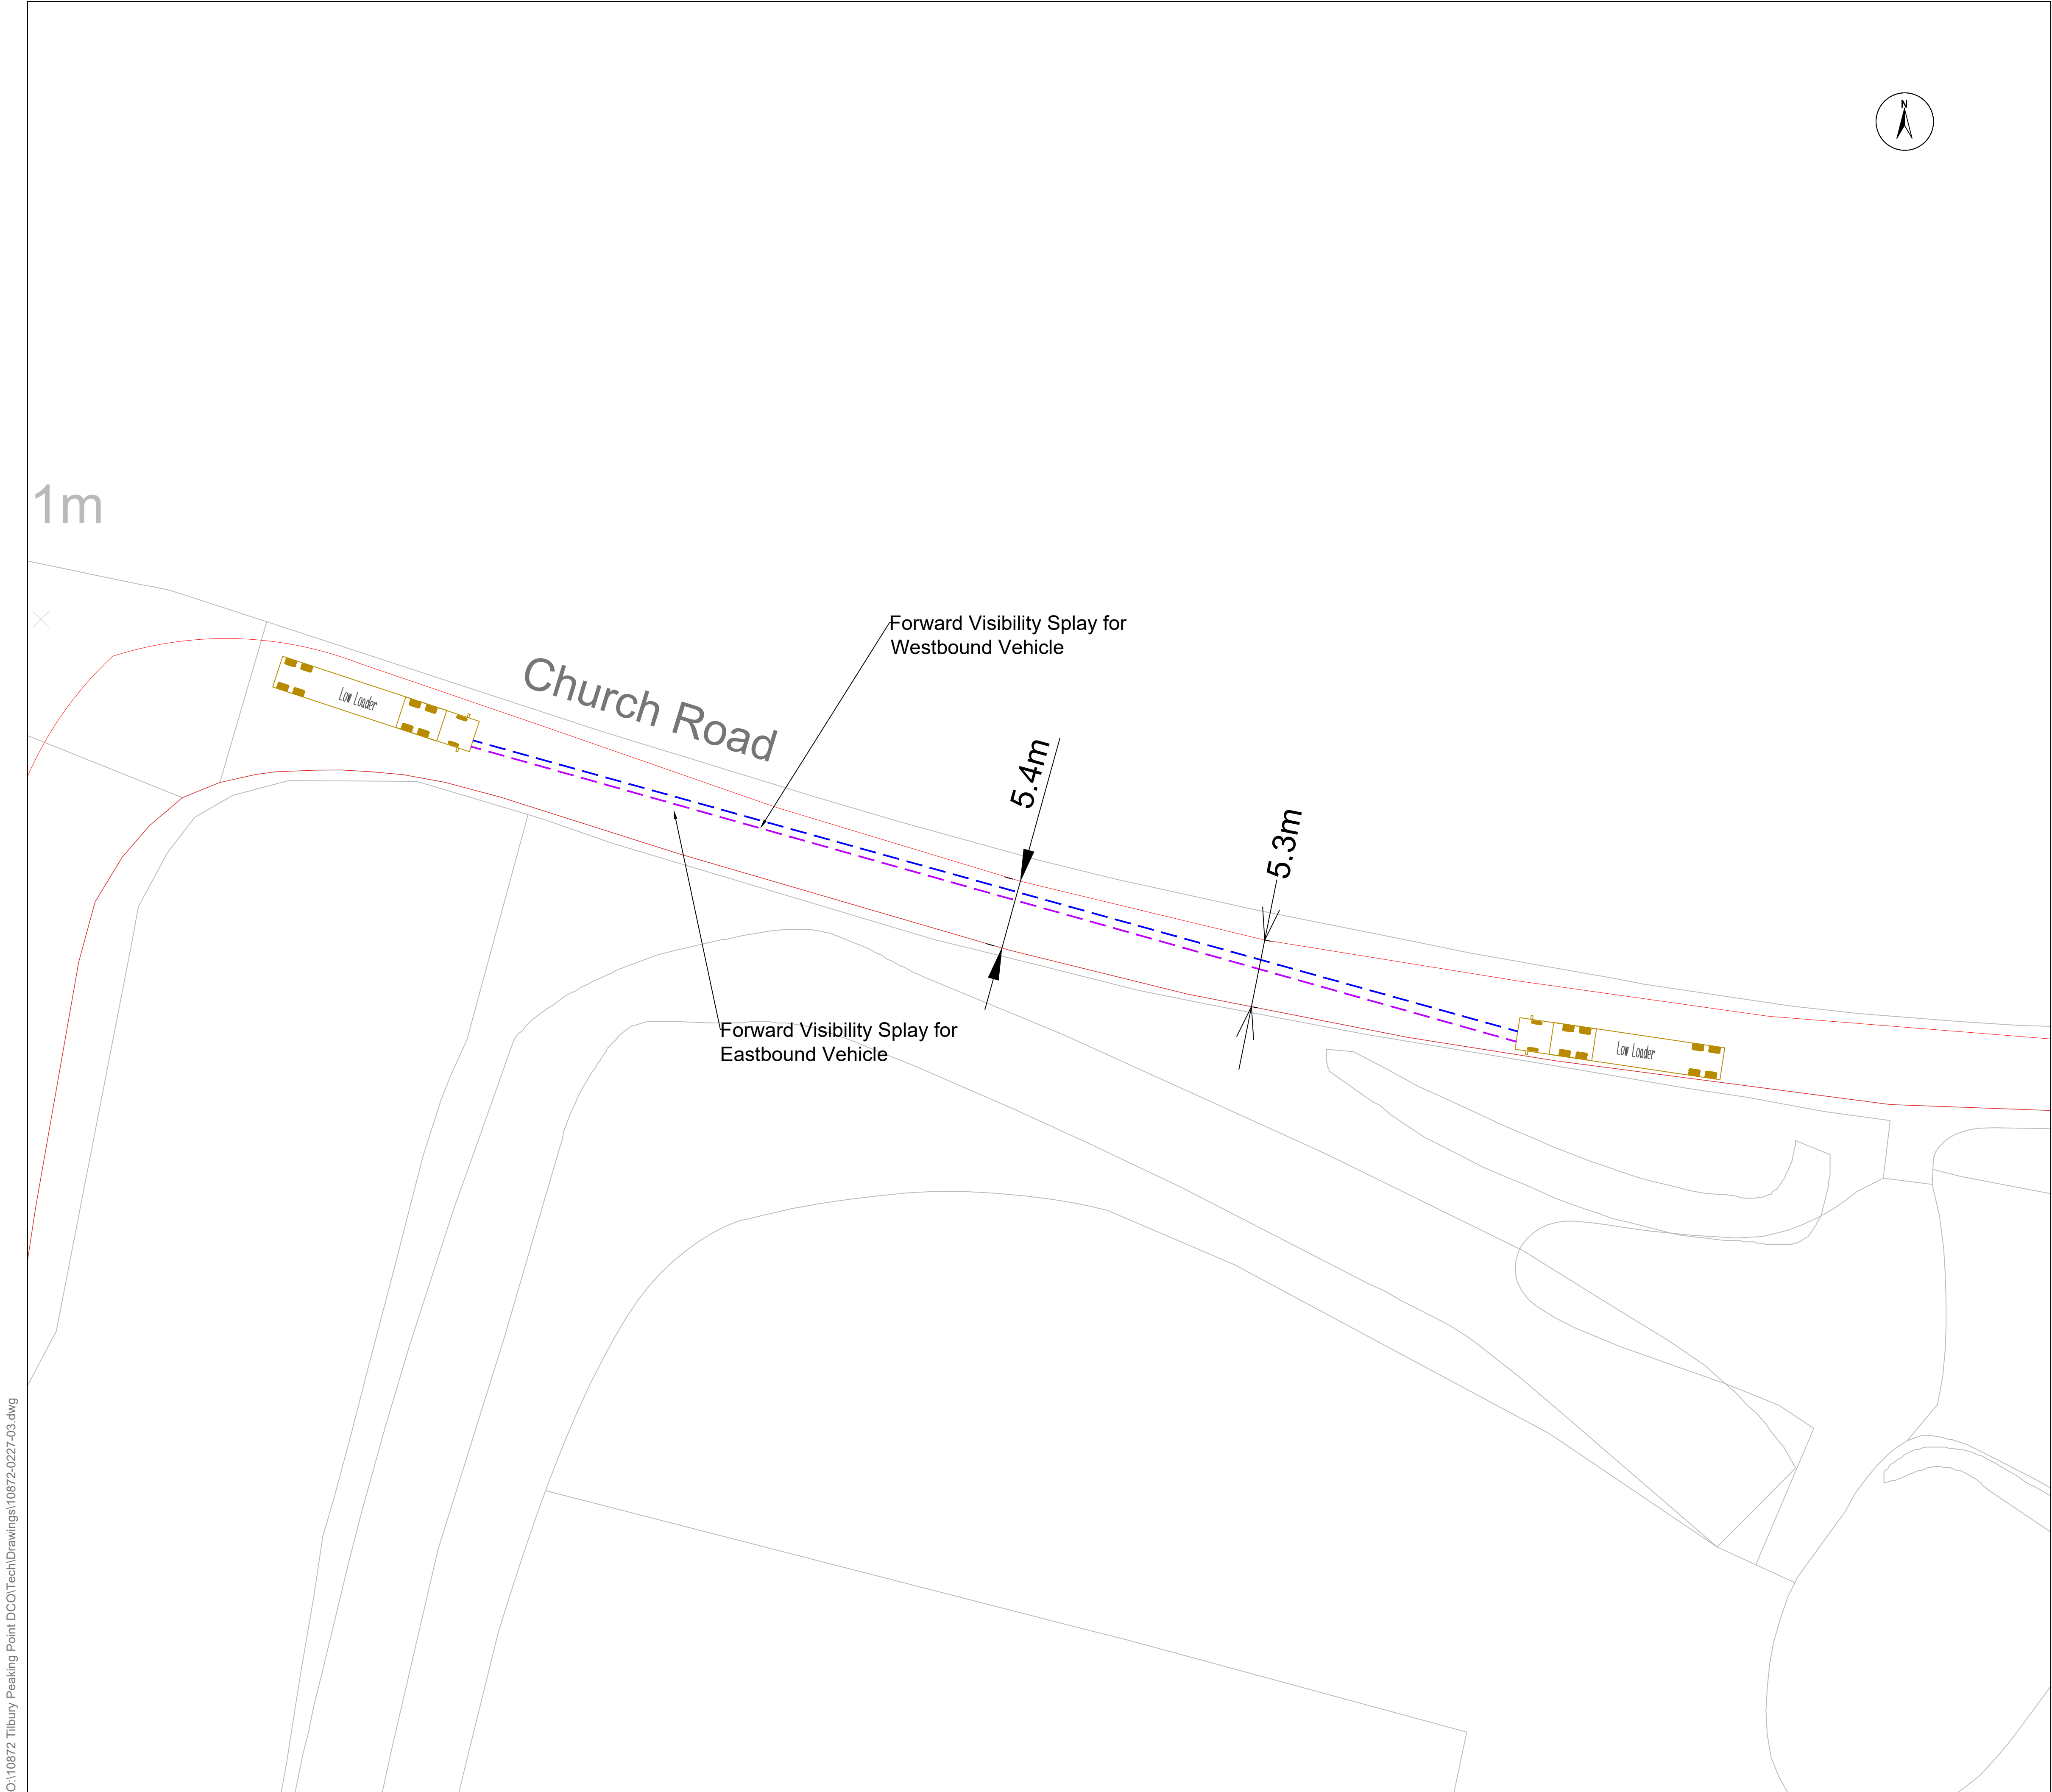 N
1m
Forward Visibility Splay for
Westbound Vehicle
Church Road
Low Loader
5.4m
5.3m
Forward Visibility Splay for
Eastbound Vehicle
Low Loader
O:\10872 Tilbury Peaking Point DCO\Tech\Drawings\10872-0227-03.dwg